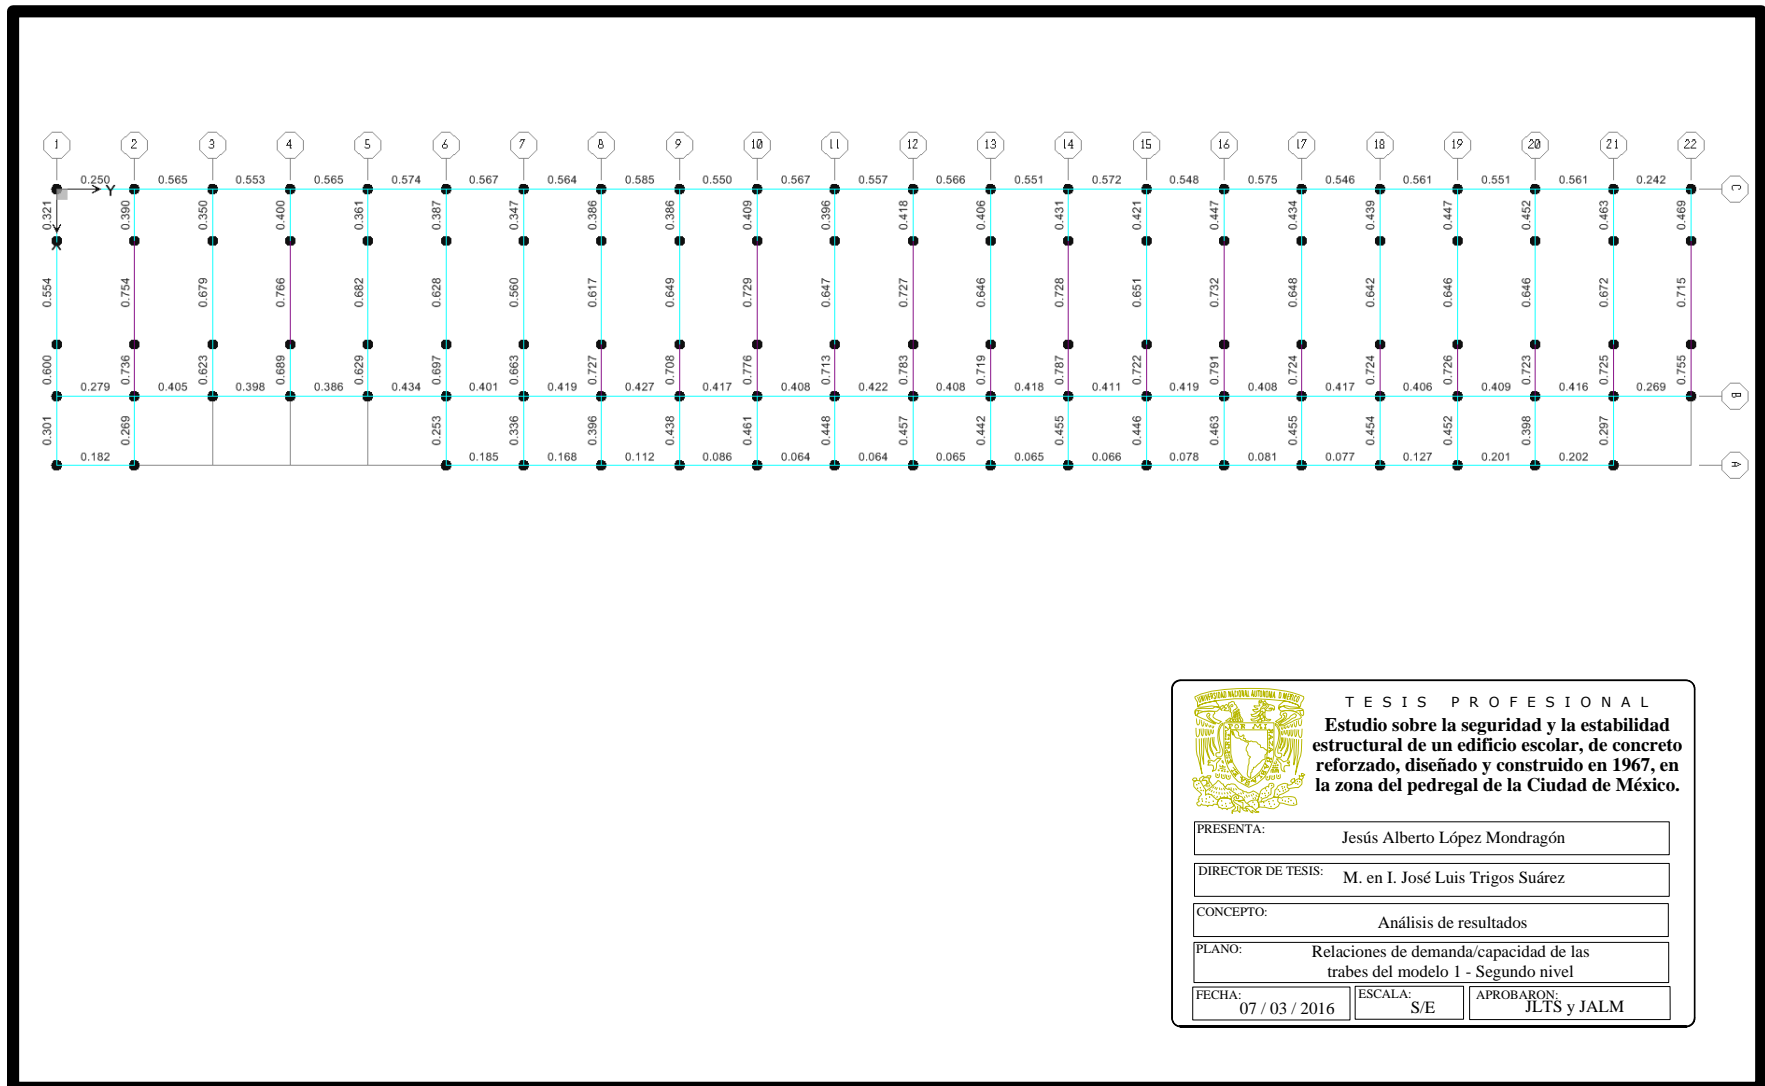 1 2 3 4 5 6 7 8 9 10 11 12 13 14 15 16 17 18 19 20 21 22
0.250 0.565 0.553 0.565 0.574 0.567 0.564 0.585 0.550 0.567 0.557 0.566 0.551 0.572 0.548 0.575 0.546 0.561 0.551 0.561 0.242
Y C
0.321 0.390 0.350 0.400 0.361 0.387 0.347 0.386 0.386 0.409 0.396 0.418 0.406 0.431 0.421 0.447 0.434 0.439 0.447 0.452 0.463 0.469
X
0.554 0.754 0.679 0.766 0.682 0.628 0.560 0.617 0.649 0.729 0.647 0.727 0.646 0.728 0.651 0.732 0.648 0.642 0.646 0.646 0.672 0.715
0.600 0.736 0.623 0.689 0.629 0.697 0.663 0.727 0.708 0.776 0.713 0.783 0.719 0.787 0.722 0.791 0.724 0.724 0.726 0.723 0.725 0.755
0.279 0.405 0.398 0.386 0.434 0.401 0.419 0.427 0.417 0.408 0.422 0.408 0.418 0.411 0.419 0.408 0.417 0.406 0.409 0.416 0.269
B
0.301 0.269 0.253 0.336 0.396 0.438 0.461 0.448 0.457 0.442 0.455 0.446 0.463 0.455 0.454 0.452 0.398 0.297
0.182 0.185 0.168 0.112 0.086 0.064 0.064 0.065 0.065 0.066 0.078 0.081 0.077 0.127 0.201 0.202
A
UNIVERSIDAD NACIONAL AUTONOMA D MEXICO
TESIS PROFESIONAL
Estudio sobre la seguridad y la estabilidad
estructural de un edificio escolar, de concreto
reforzado, diseñado y construido en 1967, en
la zona del pedregal de la Ciudad de México.
PRESENTA: Jesús Alberto López Mondragón
DIRECTOR DE TESIS: M. en I. José Luis Trigos Suárez
CONCEPTO: Análisis de resultados
PLANO: Relaciones de demanda/capacidad de las
trabes del modelo 1 - Segundo nivel
FECHA: 07 / 03 / 2016 ESCALA: S/E APROBARON: JLTS y JALM